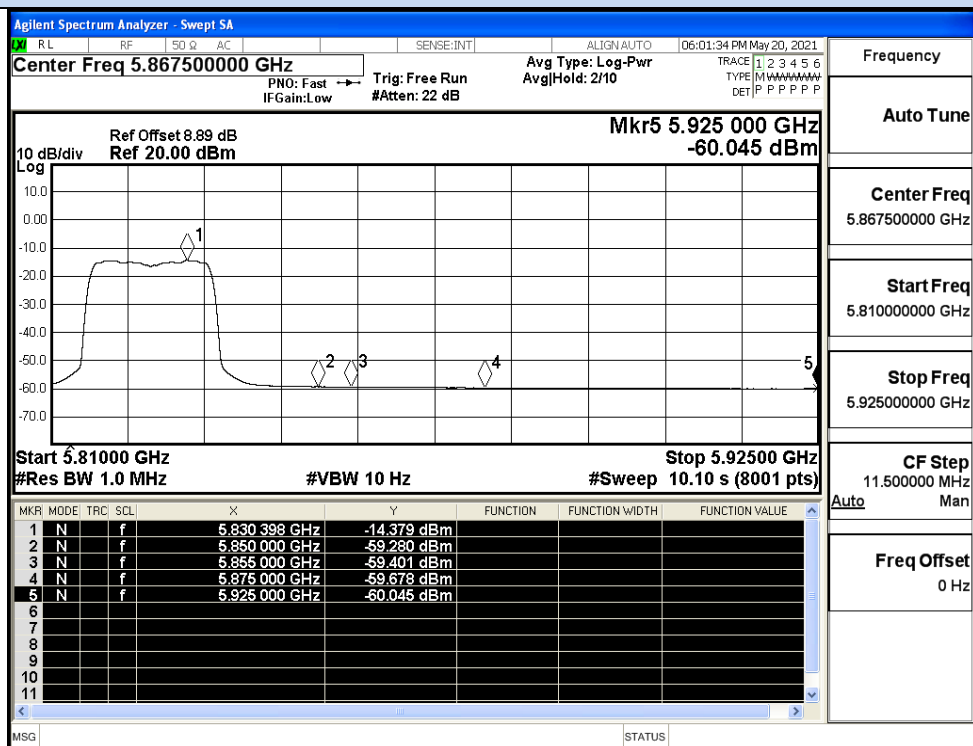 Agilent Spectrum Analyzer - Swept SA
LXI RL RF 50 Ω AC SENSE:INT ALIGN AUTO 06:01:34 PM May 20, 2021
Center Freq 5.867500000 GHz
PNO: Fast
IFGain:Low
Trig: Free Run
#Atten: 22 dB
Avg Type: Log-Pwr
Avg|Hold: 2/10
TRACE 1 2 3 4 5 6
TYPE M W W W W W
DET P P P P P P
Ref Offset 8.89 dB
Ref 20.00 dBm
10 dB/div
Log
Mkr5 5.925 000 GHz
-60.045 dBm
10.0
0.00
-10.0
-20.0
-30.0
-40.0
-50.0
-60.0
-70.0
1
2
3
4
5
Start 5.81000 GHz
Stop 5.92500 GHz
#Res BW 1.0 MHz #VBW 10 Hz #Sweep 10.10 s (8001 pts)
MKR MODE TRC SCL X Y FUNCTION FUNCTION WIDTH FUNCTION VALUE
1 N f 5.830 398 GHz -14.379 dBm
2 N f 5.850 000 GHz -59.280 dBm
3 N f 5.855 000 GHz -59.401 dBm
4 N f 5.875 000 GHz -59.678 dBm
5 N f 5.925 000 GHz -60.045 dBm
6
7
8
9
10
11
MSG STATUS
Frequency
Auto Tune
Center Freq
5.867500000 GHz
Start Freq
5.810000000 GHz
Stop Freq
5.925000000 GHz
CF Step
11.500000 MHz
Auto Man
Freq Offset
0 Hz